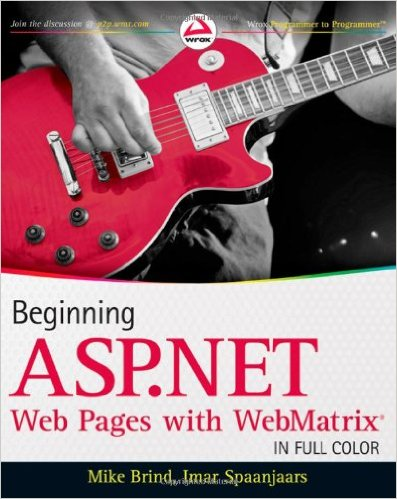 Join the discussion @ p2p.wrox.com
Wrox Programmer to Programmer™
wrox
Beginning
ASP.NET
Web Pages with WebMatrix®
IN FULL COLOR
Mike Brind, Imar Spaanjaars